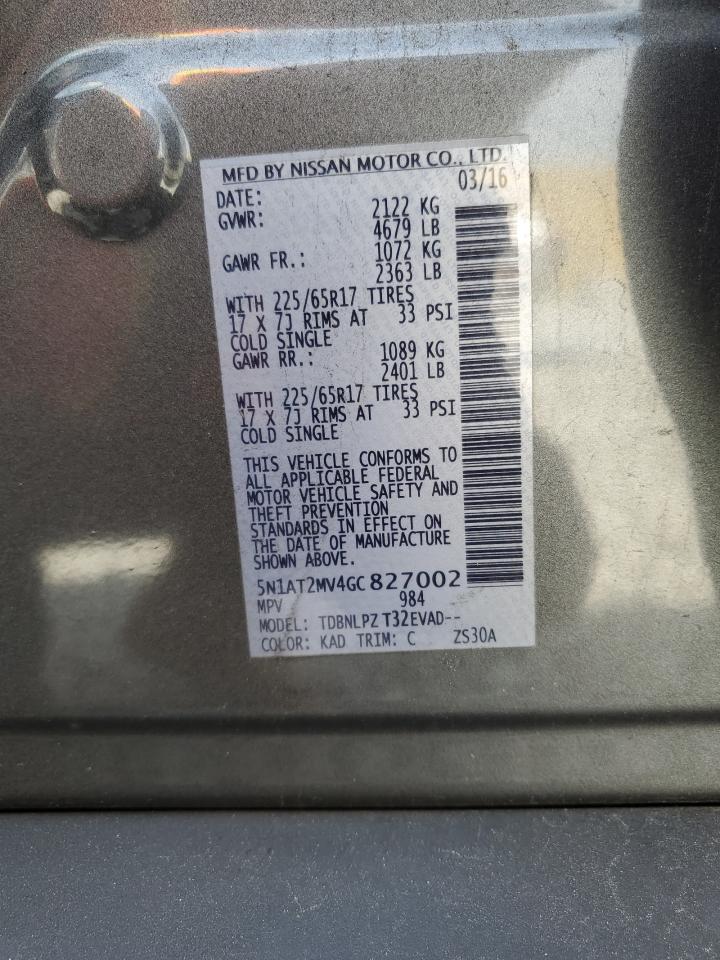 MFD BY NISSAN MOTOR CO., LTD.
DATE: 03/16
GVWR: 2122 KG
4679 LB
GAWR FR.: 1072 KG
2363 LB
WITH 225/65R17 TIRES
17 X 7J RIMS AT 33 PSI
COLD SINGLE
GAWR RR.: 1089 KG
2401 LB
WITH 225/65R17 TIRES
17 X 7J RIMS AT 33 PSI
COLD SINGLE
THIS VEHICLE CONFORMS TO
ALL APPLICABLE FEDERAL
MOTOR VEHICLE SAFETY AND
THEFT PREVENTION
STANDARDS IN EFFECT ON
THE DATE OF MANUFACTURE
SHOWN ABOVE.
5N1AT2MV4GC827002
MPV 984
MODEL: TDBNLPZ T32EVAD--
COLOR: KAD TRIM: C ZS30A